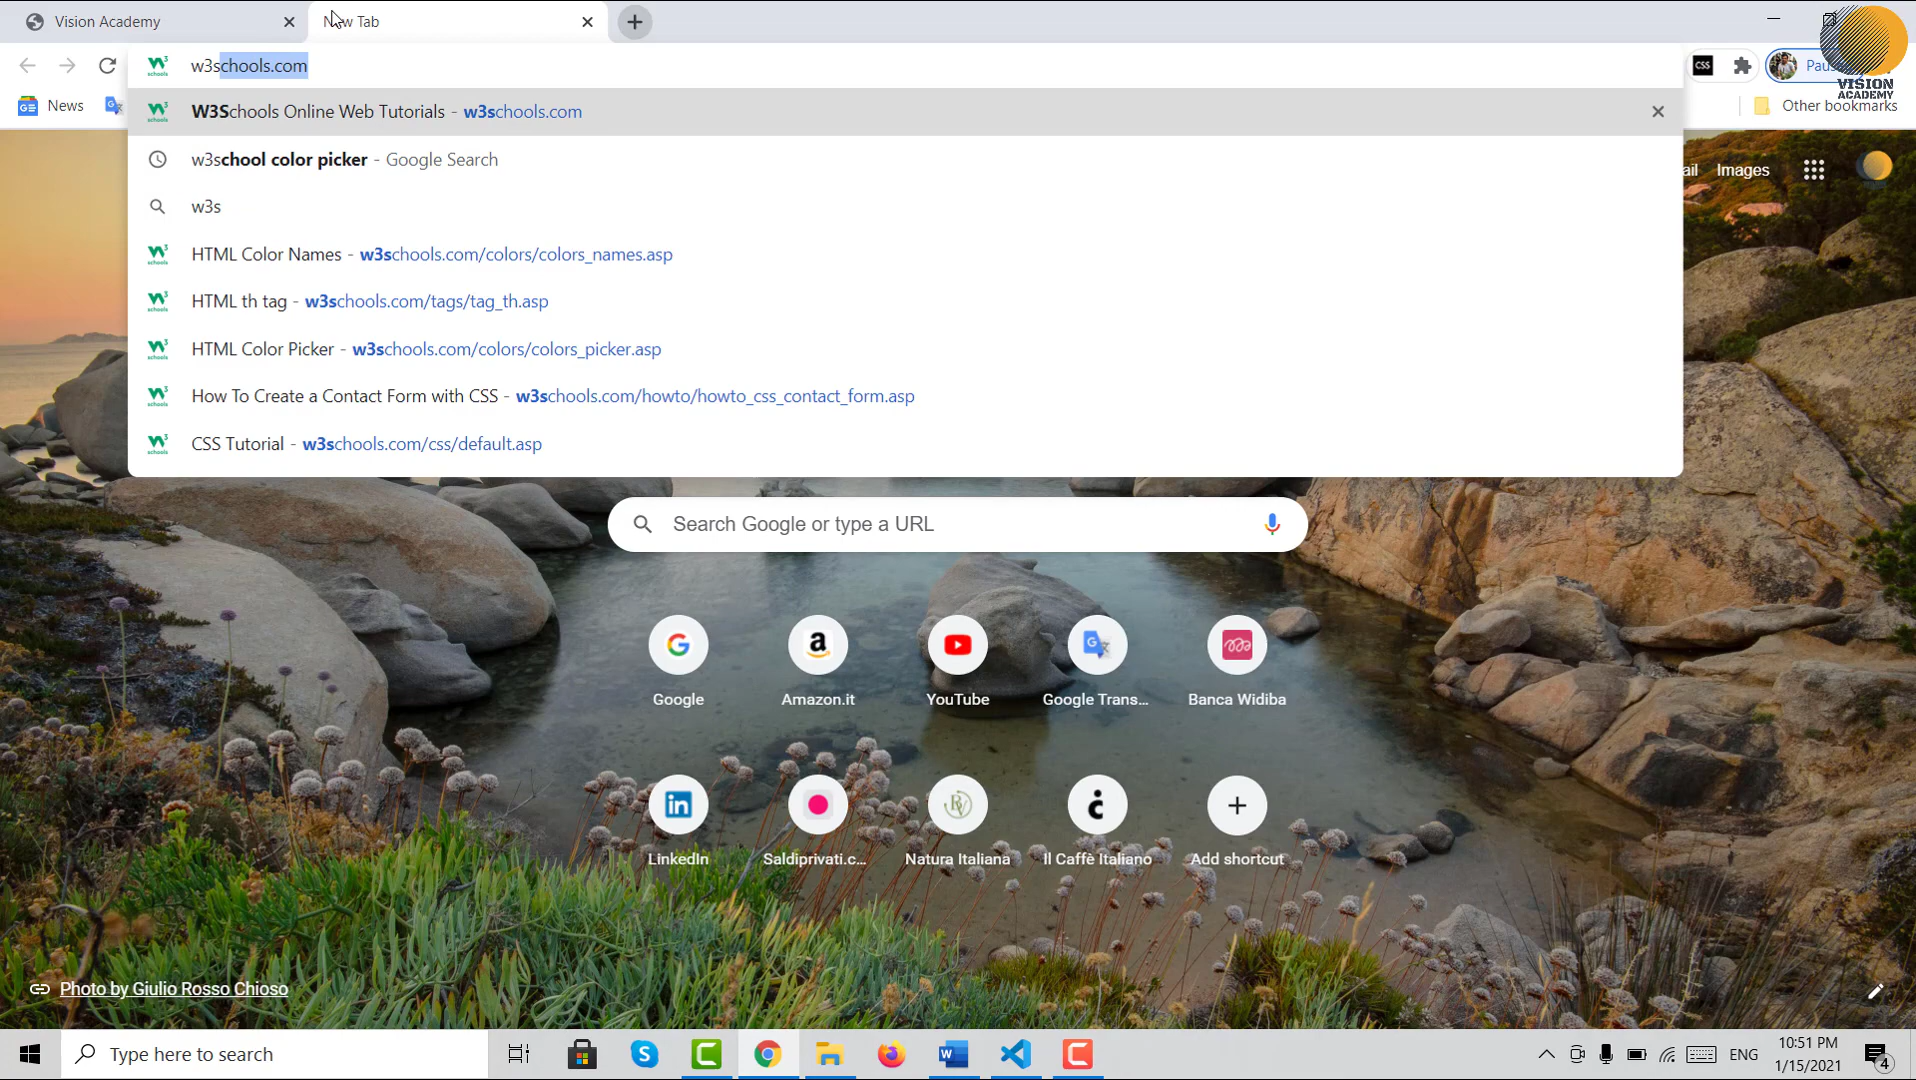 Vision Academy
New Tab
w3schools.com
News
CSS
VISION
ACADEMY
Other bookmarks
W3Schools Online Web Tutorials - w3schools.com
w3school color picker - Google Search
Images
w3s
HTML Color Names - w3schools.com/colors/colors_names.asp
HTML th tag - w3schools.com/tags/tag_th.asp
HTML Color Picker - w3schools.com/colors/colors_picker.asp
How To Create a Contact Form with CSS - w3schools.com/howto/howto_css_contact_form.asp
CSS Tutorial - w3schools.com/css/default.asp
Search Google or type a URL
Google
Amazon.it
YouTube
Google Trans...
Banca Widiba
LinkedIn
Saldiprivati.c...
Natura Italiana
Il Caffè Italiano
Add shortcut
Photo by Giulio Rosso Chioso
Type here to search
ENG
10:51 PM
1/15/2021
4